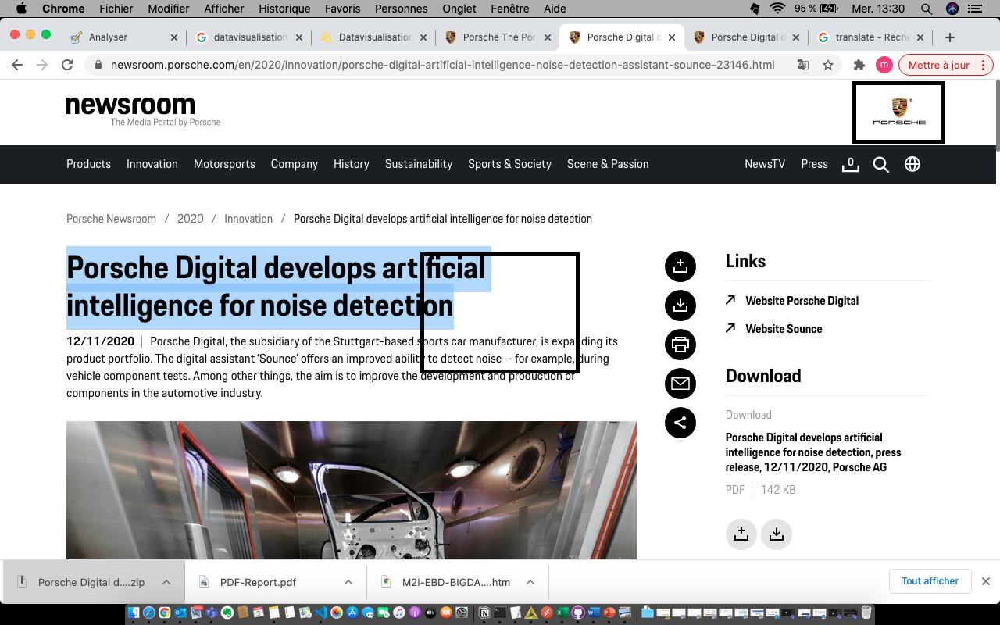 Chrome Fichier Modifier Afficher Historique Favoris Personnes Onglet Fenêtre Aide 95 % Mer. 13:30
Analyser datavisualisation Datavisualisation Porsche The Por Porsche Digital d Porsche Digital d translate - Reche
newsroom.porsche.com/en/2020/innovation/porsche-digital-artificial-intelligence-noise-detection-assistant-sounce-23146.html m Mettre à jour
newsroom
The Media Portal by Porsche
PORSCHE
Products Innovation Motorsports Company History Sustainability Sports & Society Scene & Passion NewsTV Press 0
Porsche Newsroom / 2020 / Innovation / Porsche Digital develops artificial intelligence for noise detection
Porsche Digital develops artificial
intelligence for noise detection
12/11/2020 | Porsche Digital, the subsidiary of the Stuttgart-based sports car manufacturer, is expanding its
product portfolio. The digital assistant ‘Sounce’ offers an improved ability to detect noise – for example, during
vehicle component tests. Among other things, the aim is to improve the development and production of
components in the automotive industry.
Links
Website Porsche Digital
Website Sounce
Download
Download
Porsche Digital develops artificial
intelligence for noise detection, press
release, 12/11/2020, Porsche AG
PDF | 142 KB
Porsche Digital d....zip PDF-Report.pdf M2I-EBD-BIGDA....htm Tout afficher